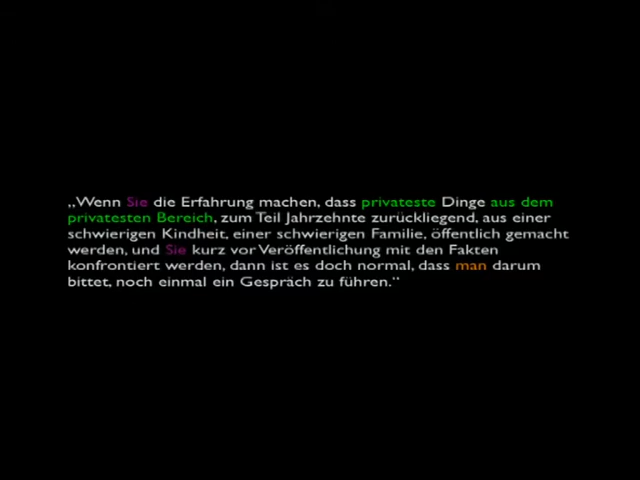 „Wenn Sie die Erfahrung machen, dass privateste Dinge aus dem
privatesten Bereich, zum Teil Jahrzehnte zurückliegend, aus einer
schwierigen Kindheit, einer schwierigen Familie, öffentlich gemacht
werden, und Sie kurz vor Veröffentlichung mit den Fakten
konfrontiert werden, dann ist es doch normal, dass man darum
bittet, noch einmal ein Gespräch zu führen.“